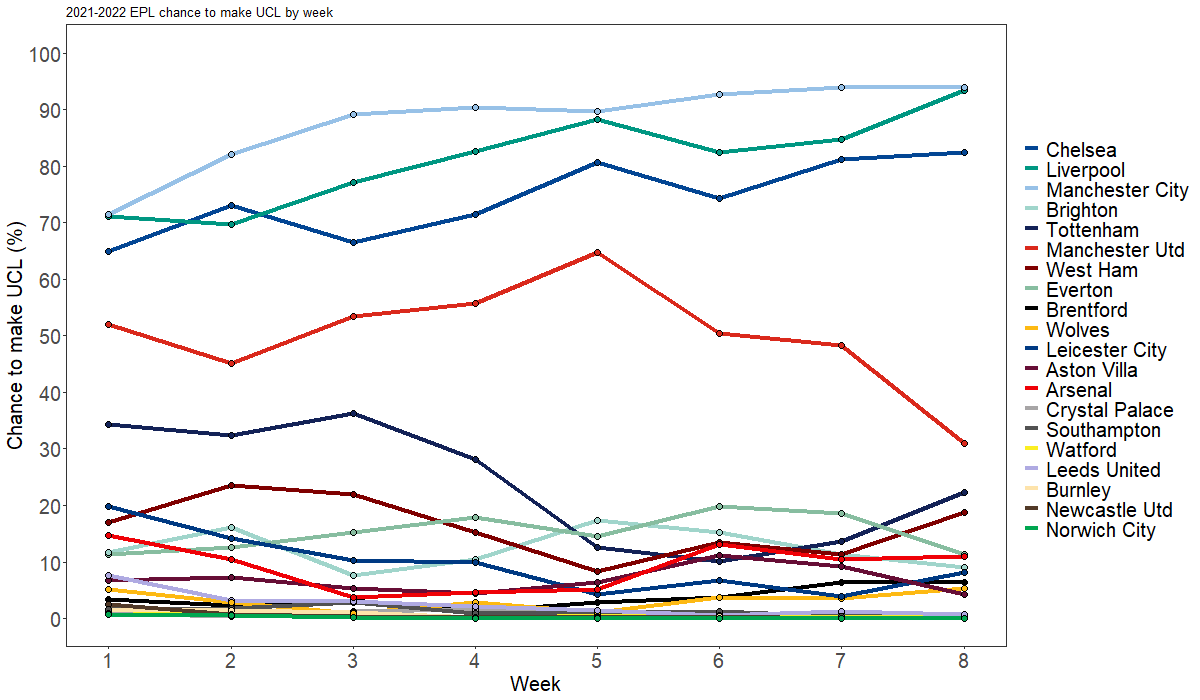 2021-2022 EPL chance to make UCL by week
Chance to make UCL (%)
100
90
80
70
60
50
40
30
20
10
0
1 2 3 4 5 6 7 8
Week
Chelsea
Liverpool
Manchester City
Brighton
Tottenham
Manchester Utd
West Ham
Everton
Brentford
Wolves
Leicester City
Aston Villa
Arsenal
Crystal Palace
Southampton
Watford
Leeds United
Burnley
Newcastle Utd
Norwich City